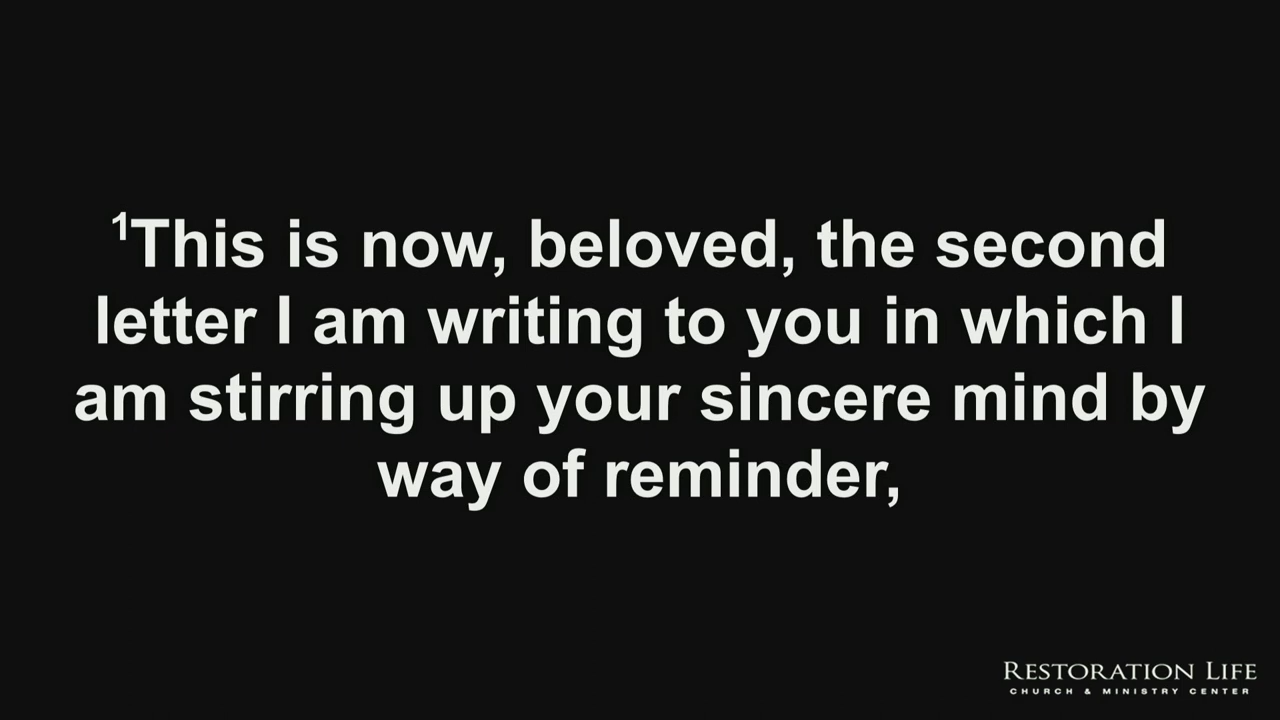 ¹This is now, beloved, the second
letter I am writing to you in which I
am stirring up your sincere mind by
way of reminder,
RESTORATION LIFE
CHURCH & MINISTRY CENTER